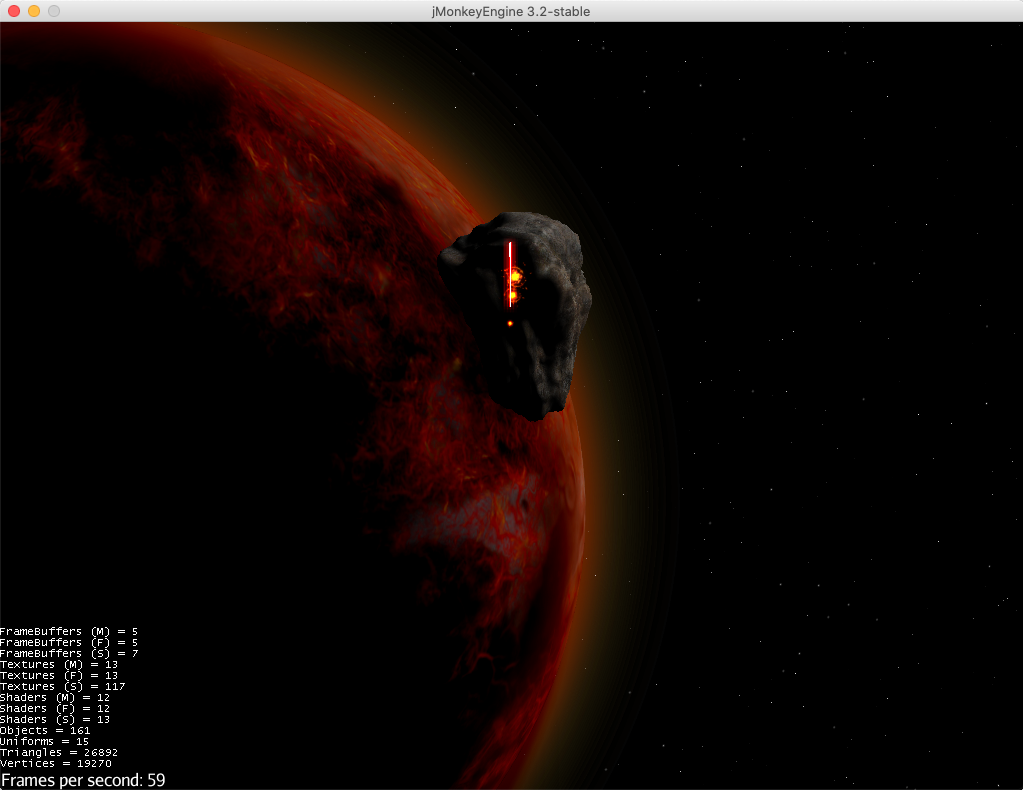 jMonkeyEngine 3.2-stable
FrameBuffers (M) = 5
FrameBuffers (F) = 5
FrameBuffers (S) = 7
Textures (M) = 13
Textures (F) = 13
Textures (S) = 117
Shaders (M) = 12
Shaders (F) = 12
Shaders (S) = 13
Objects = 161
Uniforms = 15
Triangles = 26892
Vertices = 19270
Frames per second: 59